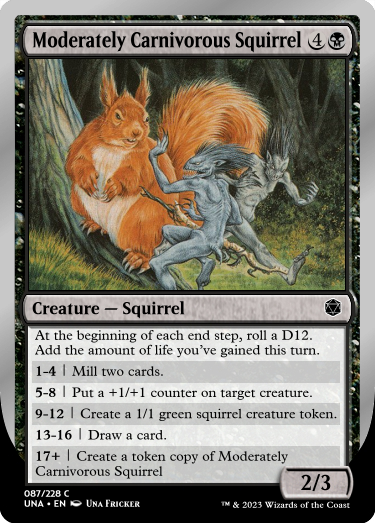 Moderately Carnivorous Squirrel 4
Creature — Squirrel
At the beginning of each end step, roll a D12.
Add the amount of life you've gained this turn.
1-4 | Mill two cards.
5-8 | Put a +1/+1 counter on target creature.
9-12 | Create a 1/1 green squirrel creature token.
13-16 | Draw a card.
17+ | Create a token copy of Moderately
Carnivorous Squirrel
2/3
087/228 C
UNA • EN Una Fricker
™ & 2023 Wizards of the Coast